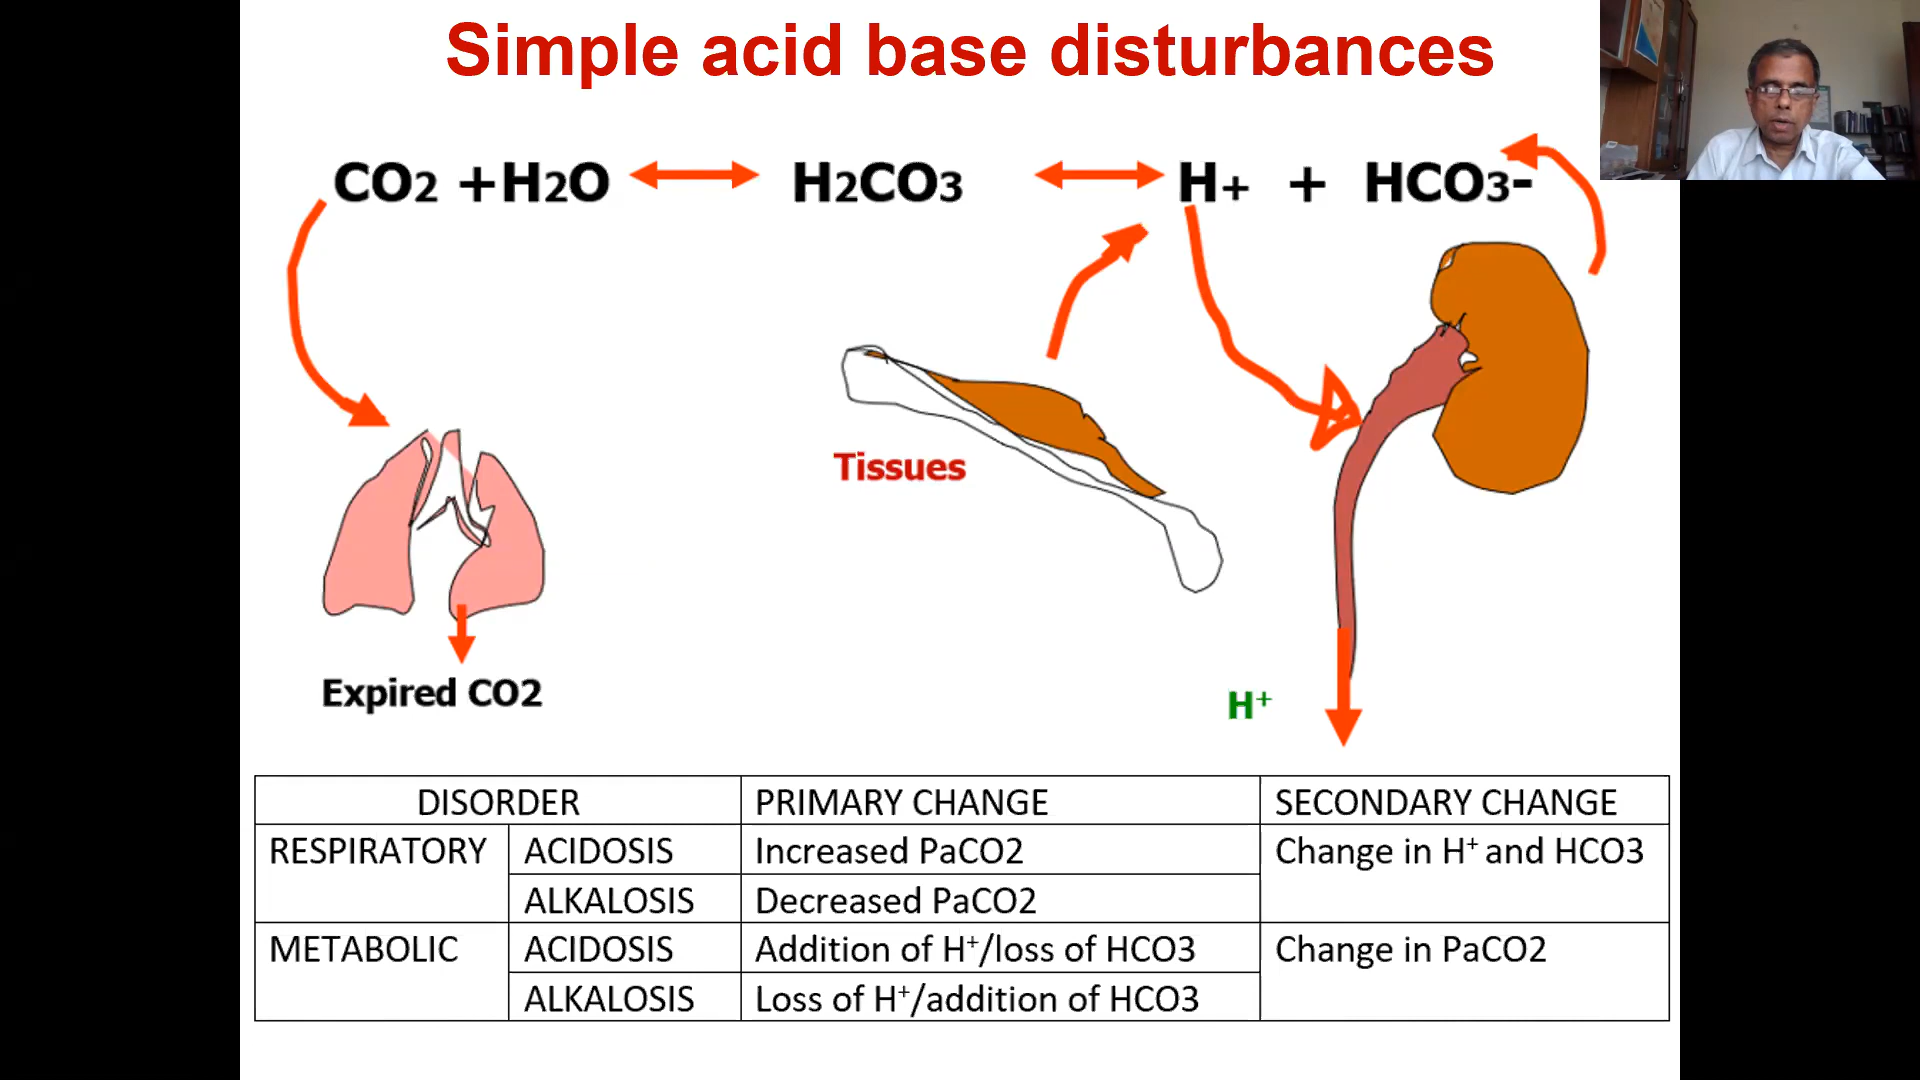 Simple acid base disturbances
CO2 +H2O H2CO3 H+ + HCO3-
Tissues
Expired CO2
H⁺
DISORDER PRIMARY CHANGE SECONDARY CHANGE
RESPIRATORY ACIDOSIS Increased PaCO2 Change in H⁺ and HCO3
ALKALOSIS Decreased PaCO2
METABOLIC ACIDOSIS Addition of H⁺/loss of HCO3 Change in PaCO2
ALKALOSIS Loss of H⁺/addition of HCO3